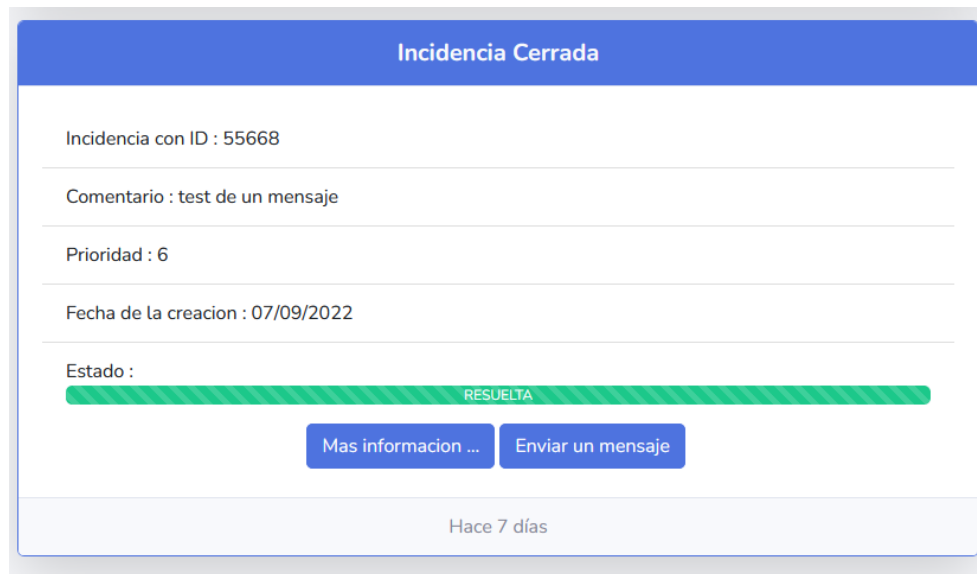 Incidencia Cerrada
Incidencia con ID : 55668
Comentario : test de un mensaje
Prioridad : 6
Fecha de la creacion : 07/09/2022
Estado :
RESUELTA
Mas informacion ... Enviar un mensaje
Hace 7 días